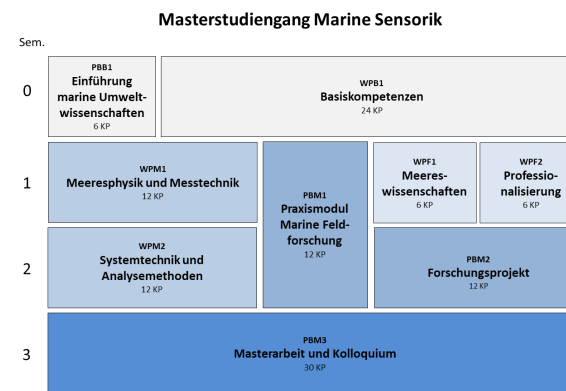 Masterstudiengang Marine Sensorik
Sem.
0
PBB1
Einführung
marine Umwelt-
wissenschaften
6 KP
WPB1
Basiskompetenzen
24 KP
1
WPM1
Meeresphysik und Messtechnik
12 KP
PBM1
Praxismodul
Marine Feld-
forschung
12 KP
WPF1
Meeres-
wissenschaften
6 KP
WPF2
Professio-
nalisierung
6 KP
2
WPM2
Systemtechnik und
Analysemethoden
12 KP
PBM2
Forschungsprojekt
12 KP
3
PBM3
Masterarbeit und Kolloquium
30 KP